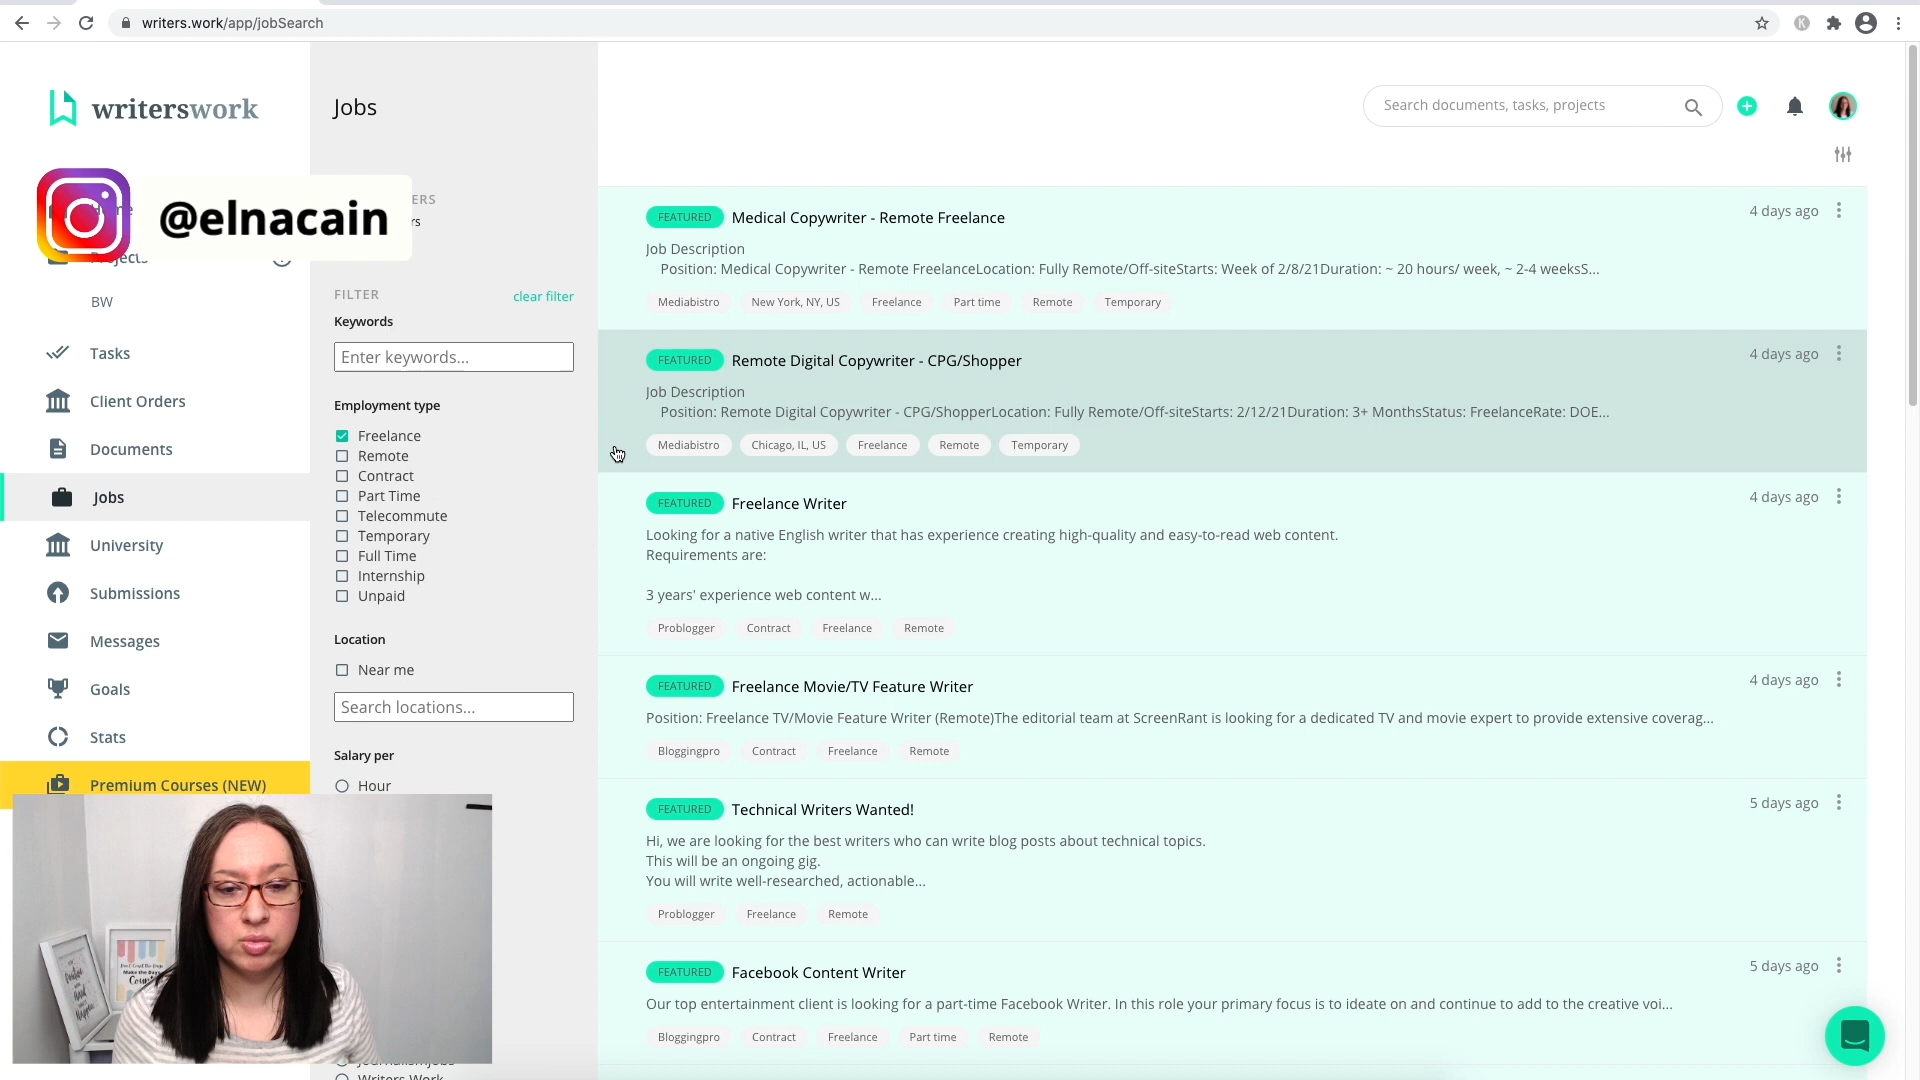 writers.work/app/jobSearch
K
writerswork
Jobs
Search documents, tasks, projects
@elnacain
Projects
BW
Tasks
Client Orders
Documents
Jobs
University
Submissions
Messages
Goals
Stats
Premium Courses (NEW)
FILTER
clear filter
Keywords
Enter keywords...
Employment type
Freelance
Remote
Contract
Part Time
Telecommute
Temporary
Full Time
Internship
Unpaid
Location
Near me
Search locations...
Salary per
Hour
Writers Work
FEATURED Medical Copywriter - Remote Freelance
4 days ago
Job Description
Position: Medical Copywriter - Remote FreelanceLocation: Fully Remote/Off-siteStarts: Week of 2/8/21Duration: ~ 20 hours/ week, ~ 2-4 weeksS...
Mediabistro New York, NY, US Freelance Part time Remote Temporary
FEATURED Remote Digital Copywriter - CPG/Shopper
4 days ago
Job Description
Position: Remote Digital Copywriter - CPG/ShopperLocation: Fully Remote/Off-siteStarts: 2/12/21Duration: 3+ MonthsStatus: FreelanceRate: DOE...
Mediabistro Chicago, IL, US Freelance Remote Temporary
FEATURED Freelance Writer
4 days ago
Looking for a native English writer that has experience creating high-quality and easy-to-read web content.
Requirements are:
3 years' experience web content w...
Problogger Contract Freelance Remote
FEATURED Freelance Movie/TV Feature Writer
4 days ago
Position: Freelance TV/Movie Feature Writer (Remote)The editorial team at ScreenRant is looking for a dedicated TV and movie expert to provide extensive coverag...
Bloggingpro Contract Freelance Remote
FEATURED Technical Writers Wanted!
5 days ago
Hi, we are looking for the best writers who can write blog posts about technical topics.
This will be an ongoing gig.
You will write well-researched, actionable...
Problogger Freelance Remote
FEATURED Facebook Content Writer
5 days ago
Our top entertainment client is looking for a part-time Facebook Writer. In this role your primary focus is to ideate on and continue to add to the creative voi...
Bloggingpro Contract Freelance Part time Remote